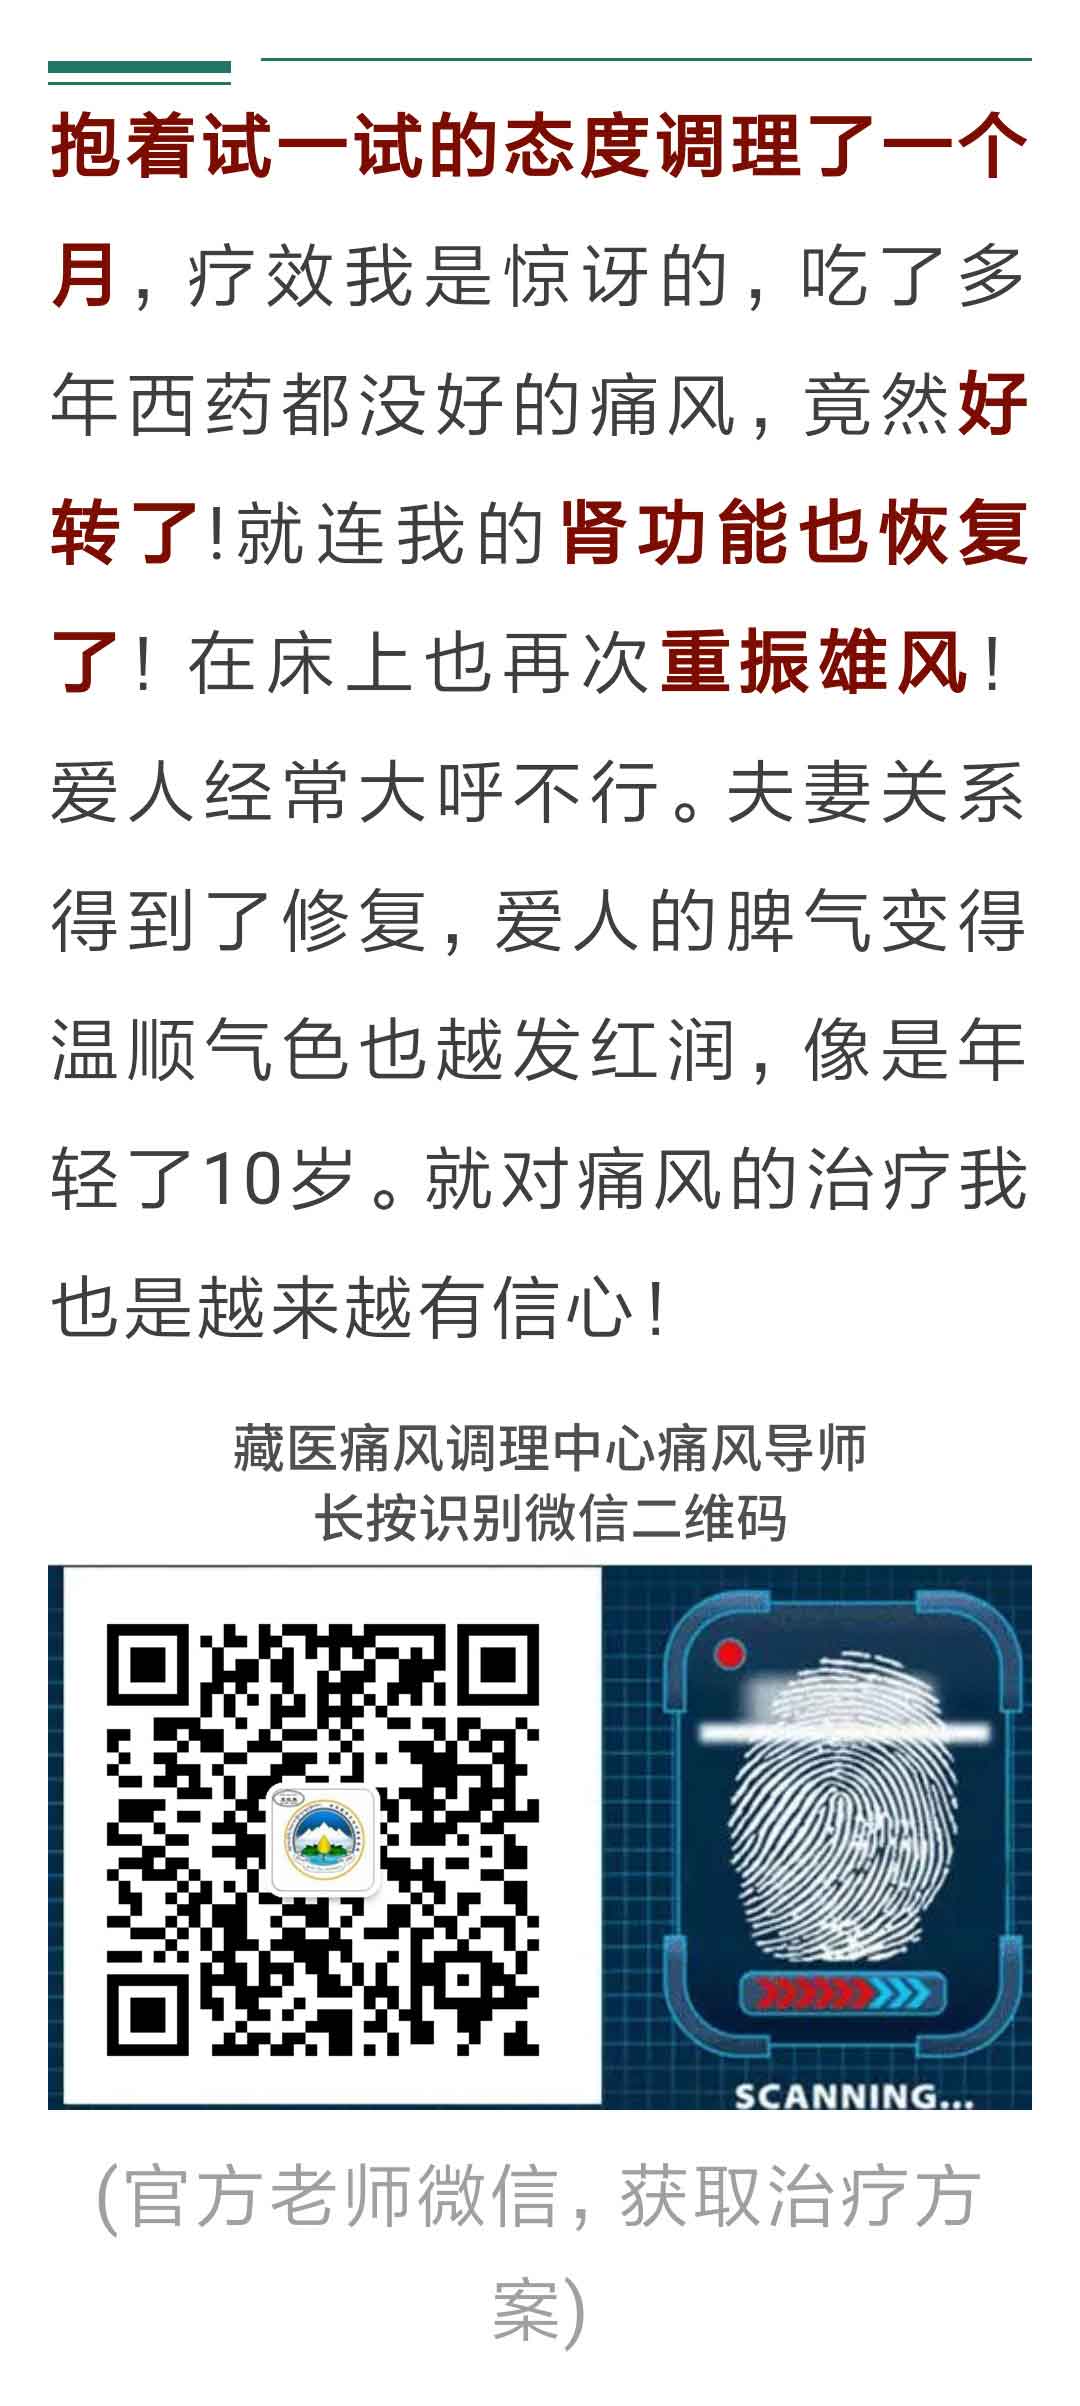 抱着试一试的态度调理了一个
月，疗效我是惊讶的，吃了多
年西药都没好的痛风，竟然好
转了!就连我的肾功能也恢复
了！在床上也再次重振雄风！
爱人经常大呼不行。夫妻关系
得到了修复，爱人的脾气变得
温顺气色也越发红润，像是年
轻了10岁。就对痛风的治疗我
也是越来越有信心！
藏医痛风调理中心痛风导师
长按识别微信二维码
SCANNING...
(官方老师微信，获取治疗方
案)